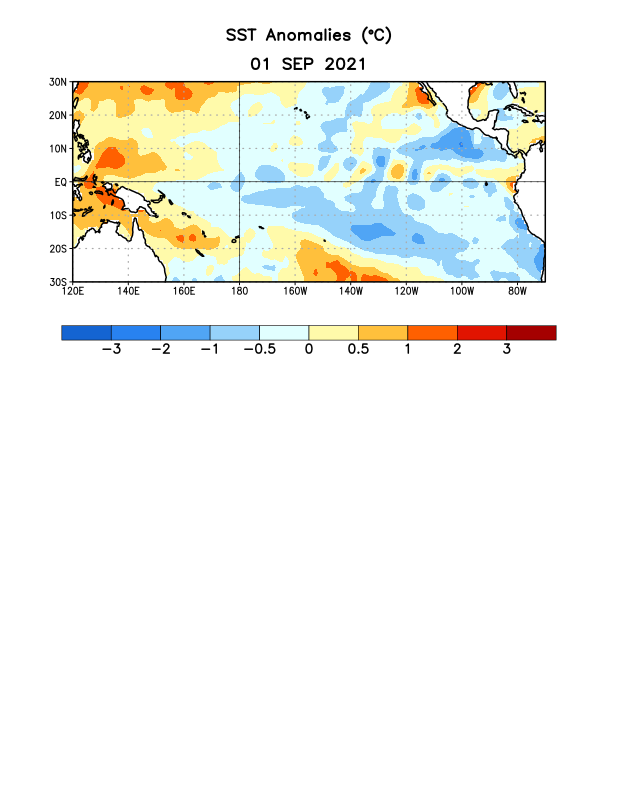 SST Anomalies (°C)
01 SEP 2021
30N
20N
10N
EQ
10S
20S
30S
120E 140E 160E 180 160W 140W 120W 100W 80W
−3 −2 −1 −0.5 0 0.5 1 2 3